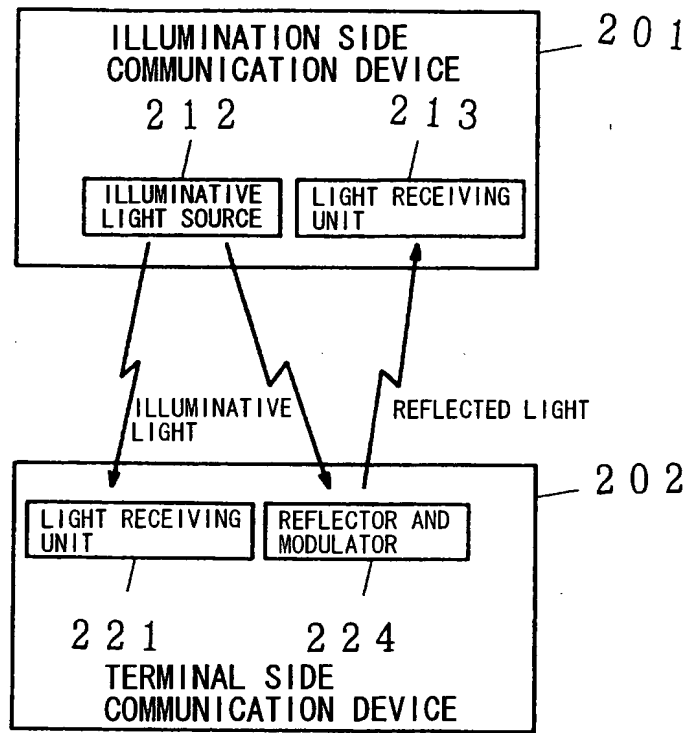 ILLUMINATION SIDE
COMMUNICATION DEVICE
201
212
213
ILLUMINATIVE
LIGHT SOURCE
LIGHT RECEIVING
UNIT
ILLUMINATIVE
LIGHT
REFLECTED LIGHT
202
LIGHT RECEIVING
UNIT
REFLECTOR AND
MODULATOR
221
224
TERMINAL SIDE
COMMUNICATION DEVICE